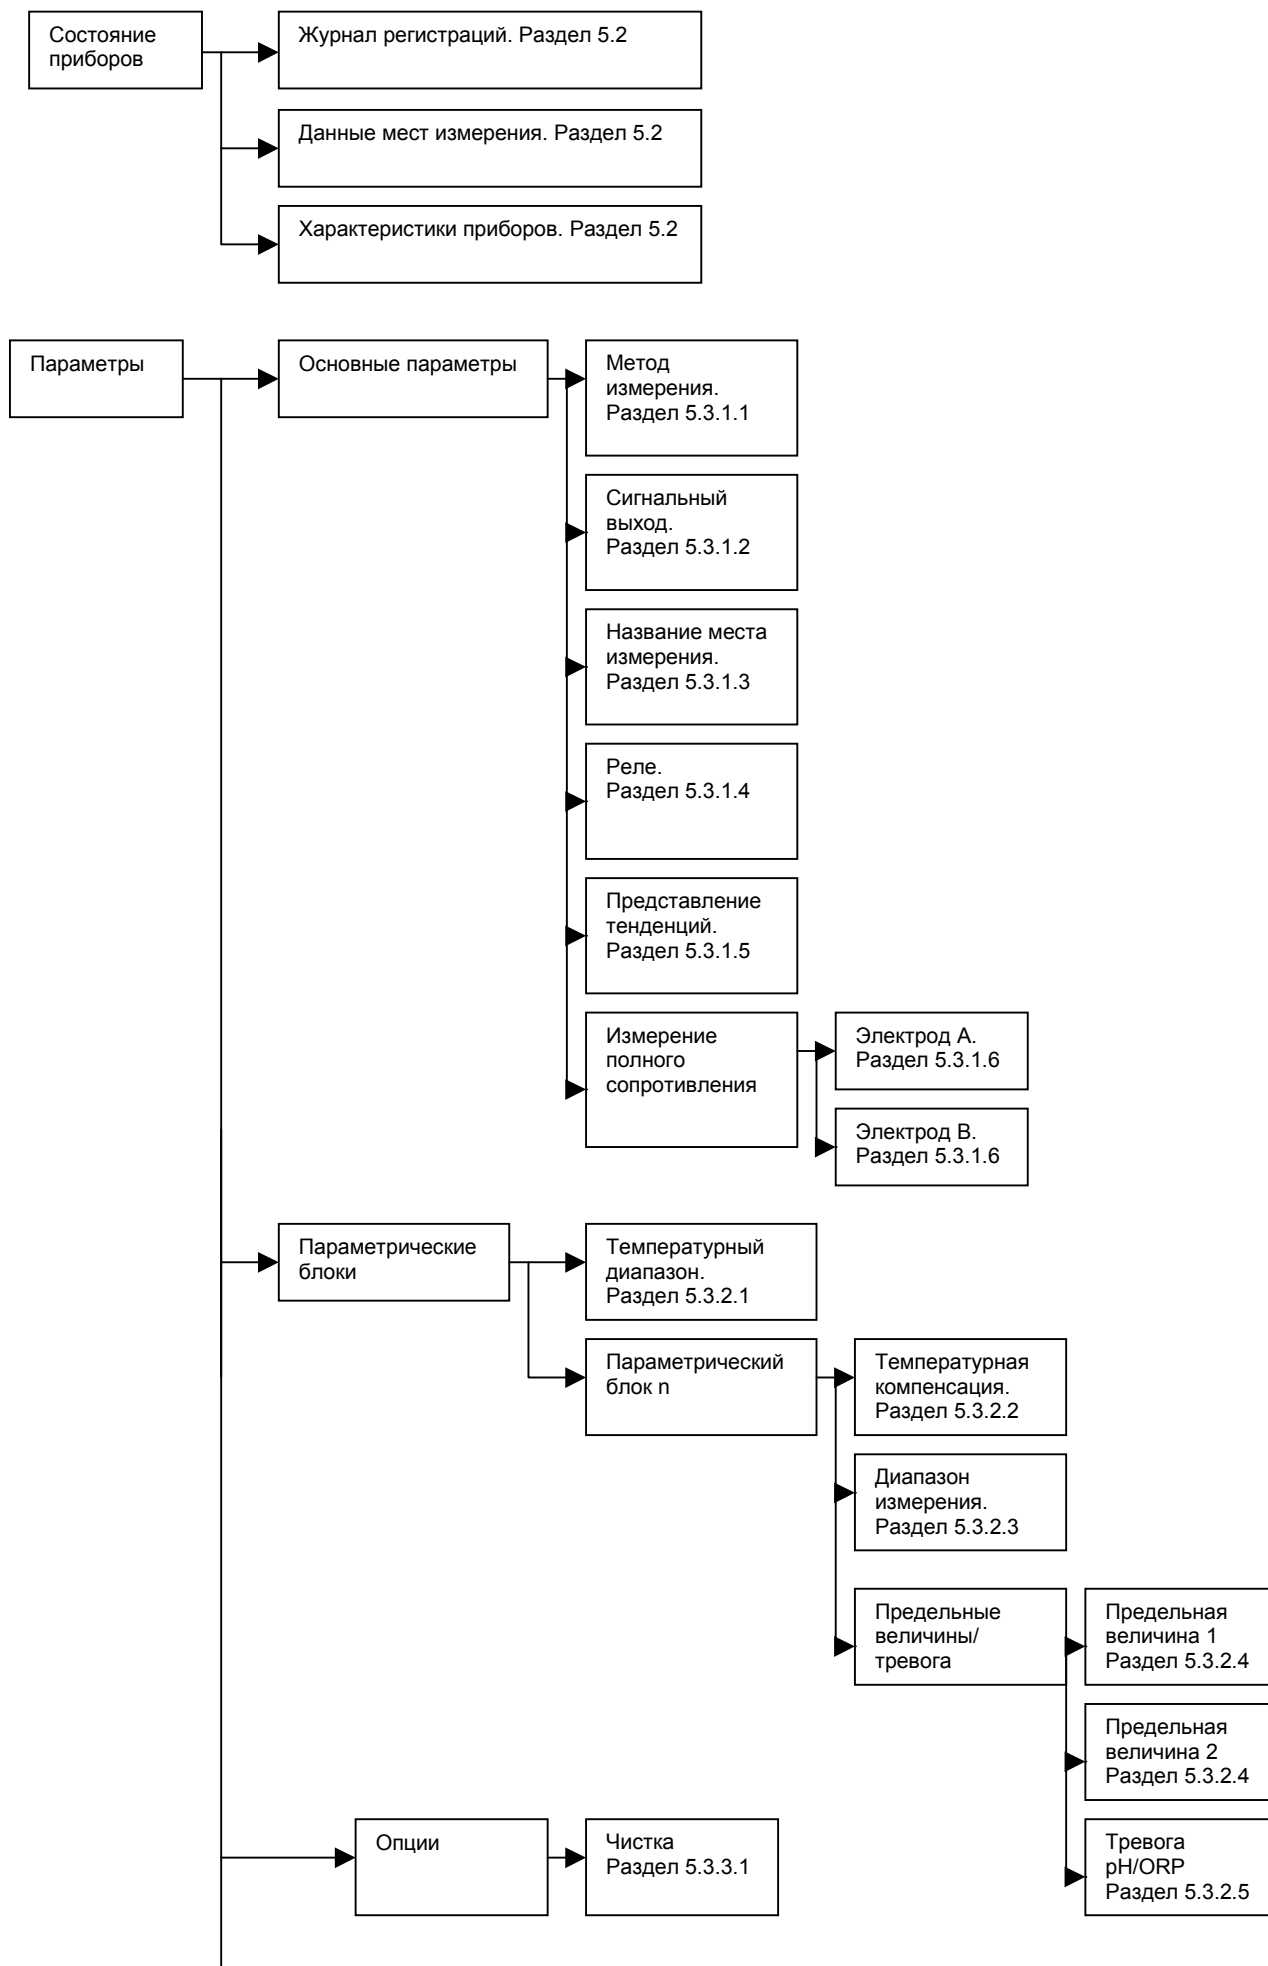 Состояние
приборов
Журнал регистраций. Раздел 5.2
Данные мест измерения. Раздел 5.2
Характеристики приборов. Раздел 5.2
Параметры
Основные параметры
Метод
измерения.
Раздел 5.3.1.1
Сигнальный
выход.
Раздел 5.3.1.2
Название места
измерения.
Раздел 5.3.1.3
Реле.
Раздел 5.3.1.4
Представление
тенденций.
Раздел 5.3.1.5
Измерение
полного
сопротивления
Электрод А.
Раздел 5.3.1.6
Электрод В.
Раздел 5.3.1.6
Параметрические
блоки
Температурный
диапазон.
Раздел 5.3.2.1
Параметрический
блок n
Температурная
компенсация.
Раздел 5.3.2.2
Диапазон
измерения.
Раздел 5.3.2.3
Предельные
величины/
тревога
Предельная
величина 1
Раздел 5.3.2.4
Предельная
величина 2
Раздел 5.3.2.4
Тревога
pH/ORP
Раздел 5.3.2.5
Опции
Чистка
Раздел 5.3.3.1